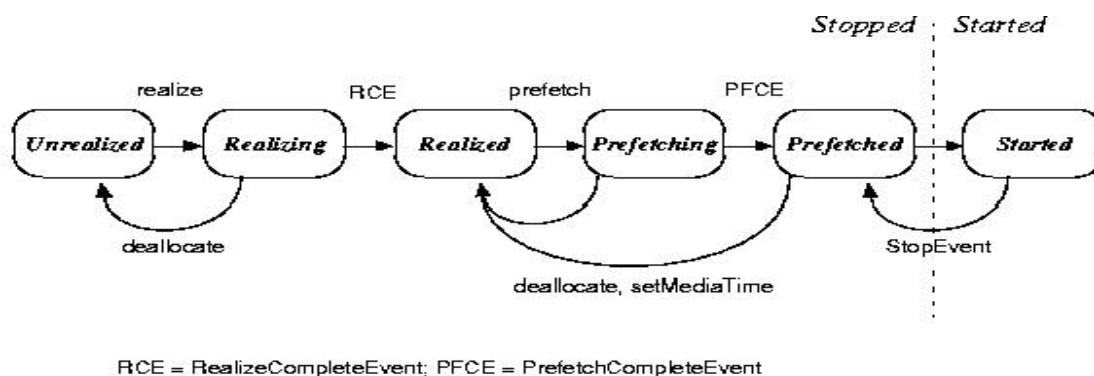 Stopped Started
realize RCE prefetch PFCE
Unrealized Realizing Realized Prefetching Prefetched Started
deallocate StopEvent
deallocate, setMediaTime
RCE = RealizeCompleteEvent; PFCE = PrefetchCompleteEvent